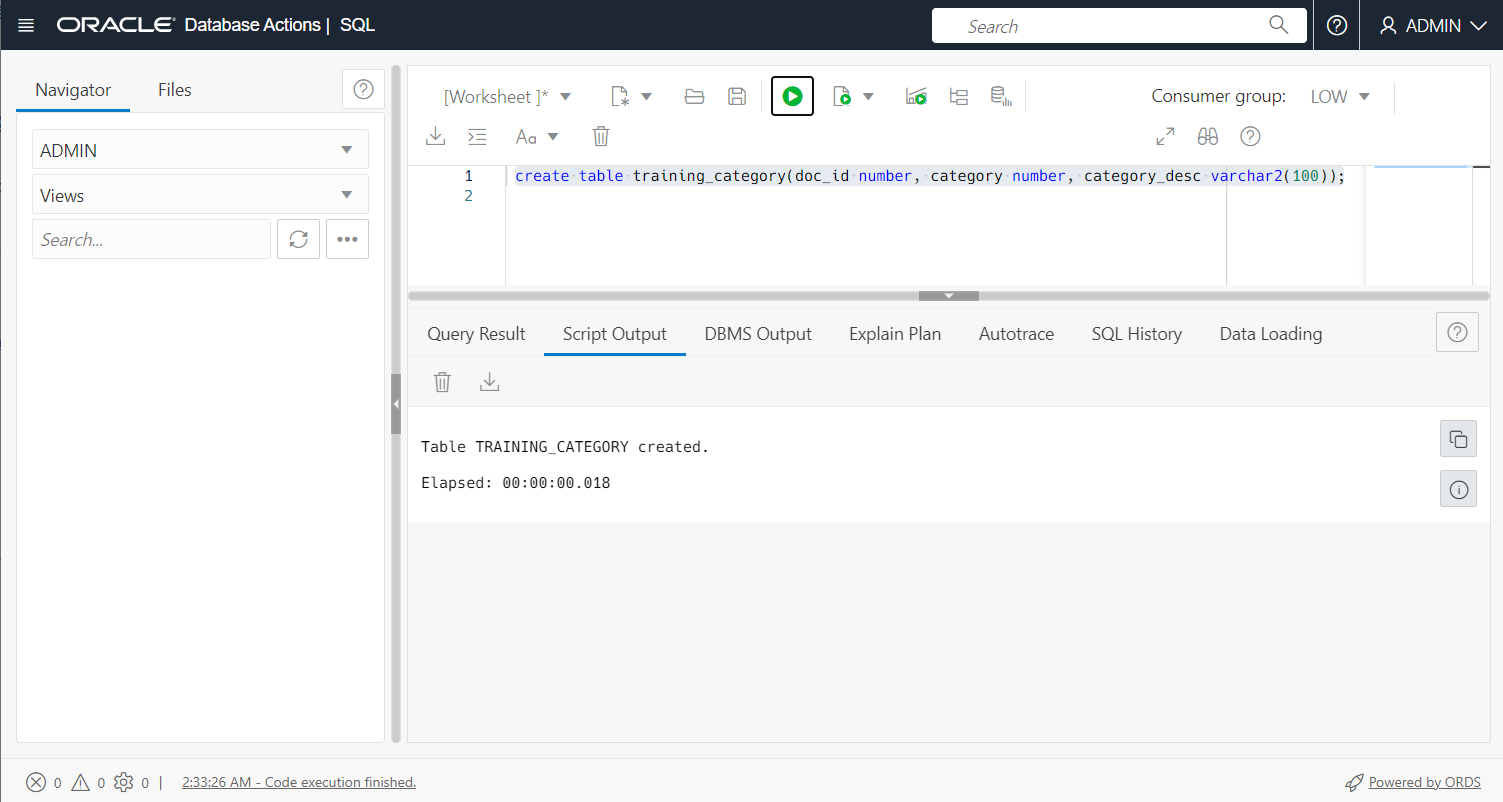 ORACLE Database Actions | SQL
Search
ADMIN
Navigator
Files
ADMIN
Views
Search...
[Worksheet ]*
Aa
Consumer group: LOW
1 create table training_category(doc_id number, category number, category_desc varchar2(100));
2
Query Result
Script Output
DBMS Output
Explain Plan
Autotrace
SQL History
Data Loading
Table TRAINING_CATEGORY created.
Elapsed: 00:00:00.018
0 0 0 | 2:33:26 AM - Code execution finished.
Powered by ORDS